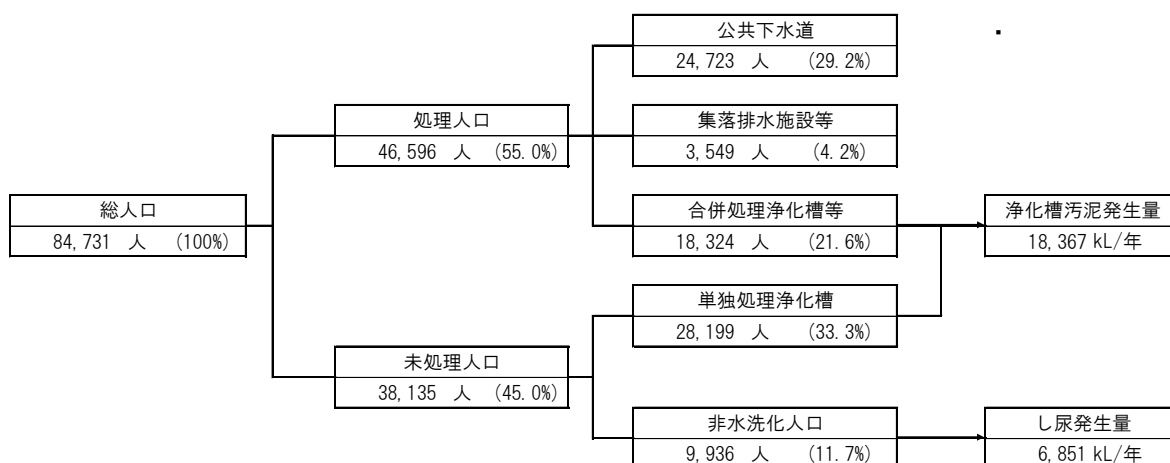 公共下水道
24,723 人 (29.2%)
処理人口
46,596 人 (55.0%)
集落排水施設等
3,549 人 (4.2%)
総人口
84,731 人 (100%)
合併処理浄化槽等
18,324 人 (21.6%)
浄化槽汚泥発生量
18,367 kL/年
単独処理浄化槽
28,199 人 (33.3%)
未処理人口
38,135 人 (45.0%)
非水洗化人口
9,936 人 (11.7%)
し尿発生量
6,851 kL/年